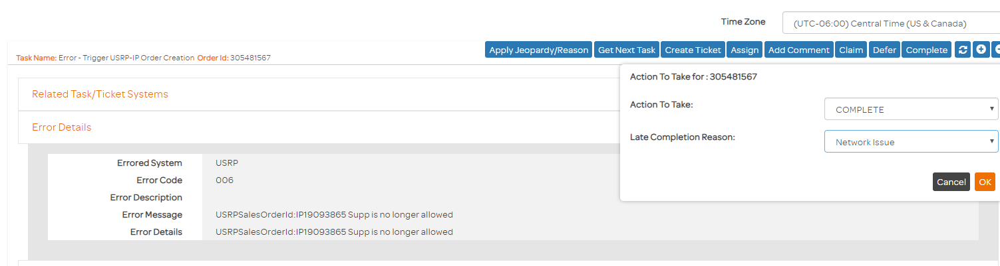 Time Zone (UTC-06:00) Central Time (US & Canada)
Apply Jeopardy/Reason Get Next Task Create Ticket Assign Add Comment Claim Defer Complete
Task Name: Error - Trigger USRP-IP Order Creation Order Id: 305481567
Action To Take for : 305481567
Related Task/Ticket Systems
Action To Take: COMPLETE
Error Details
Late Completion Reason: Network Issue
Errored System USRP
Error Code 006
Cancel OK
Error Description
Error Message USRPSalesOrderId:IP19093865 Supp is no longer allowed
Error Details USRPSalesOrderId:IP19093865 Supp is no longer allowed